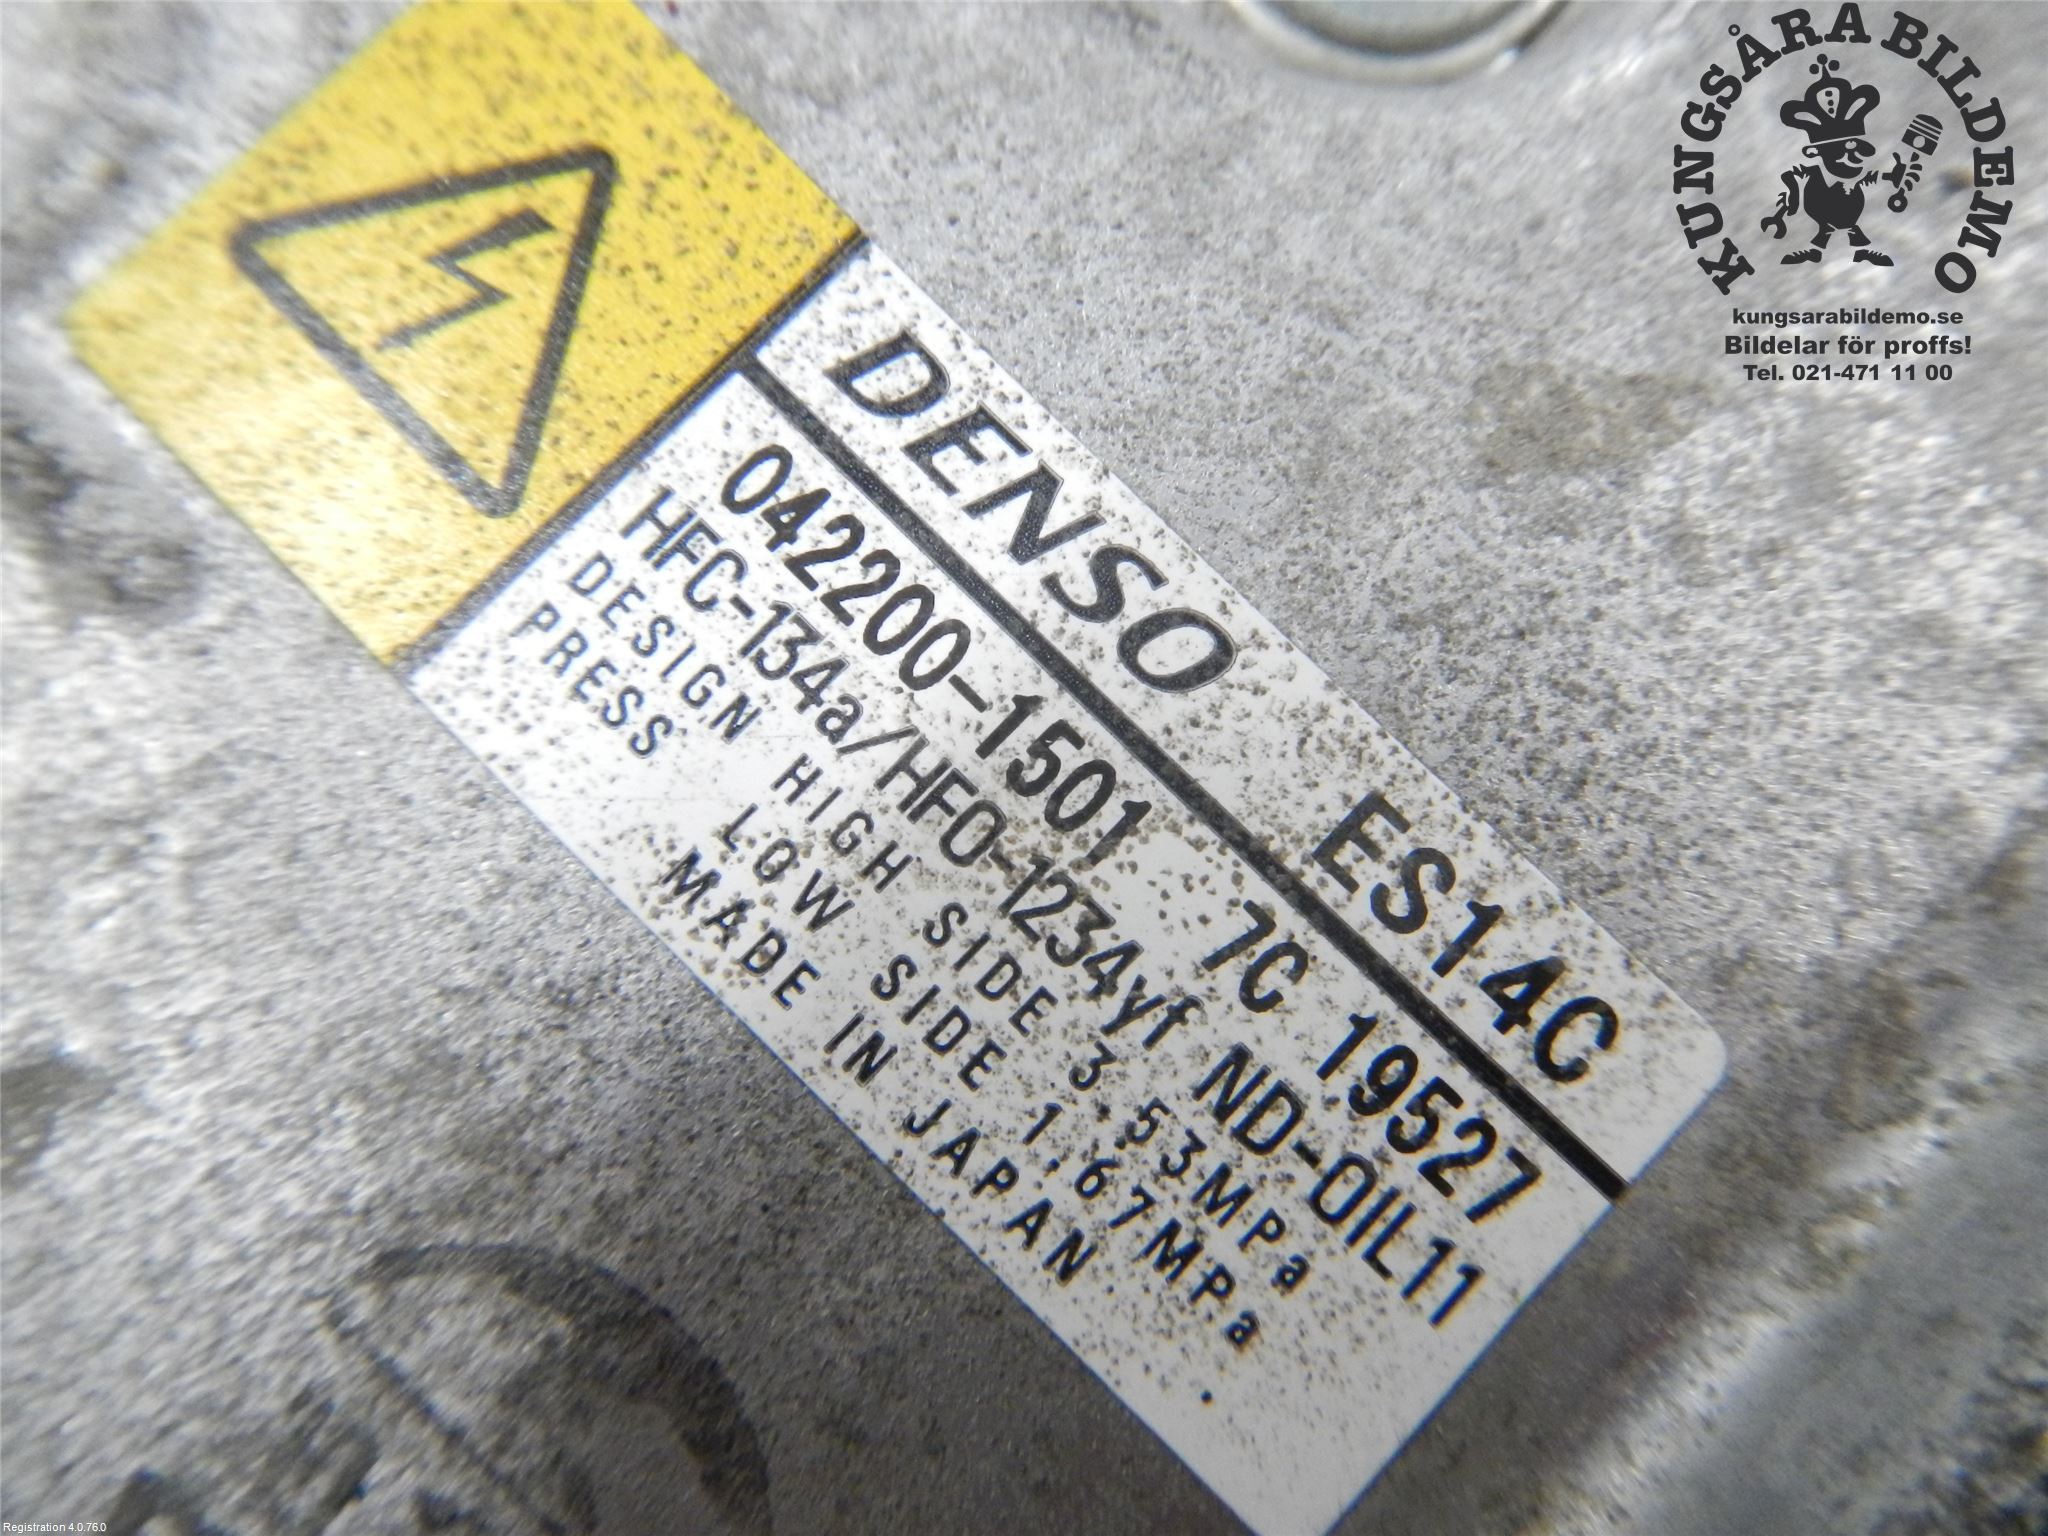 KUNGSÅRA BILDEMO
kungsarabildemo.se
Bildelar för proffs!
Tel. 021-471 11 00
DENSO ES14C
042200-1501 7C 19527
HFC-134a/HFO-1234yf ND-OIL11
DESIGN HIGH SIDE 3.53MPa
PRESS LOW SIDE 1.67MPa
MADE IN JAPAN
Registration 4.0.76.0